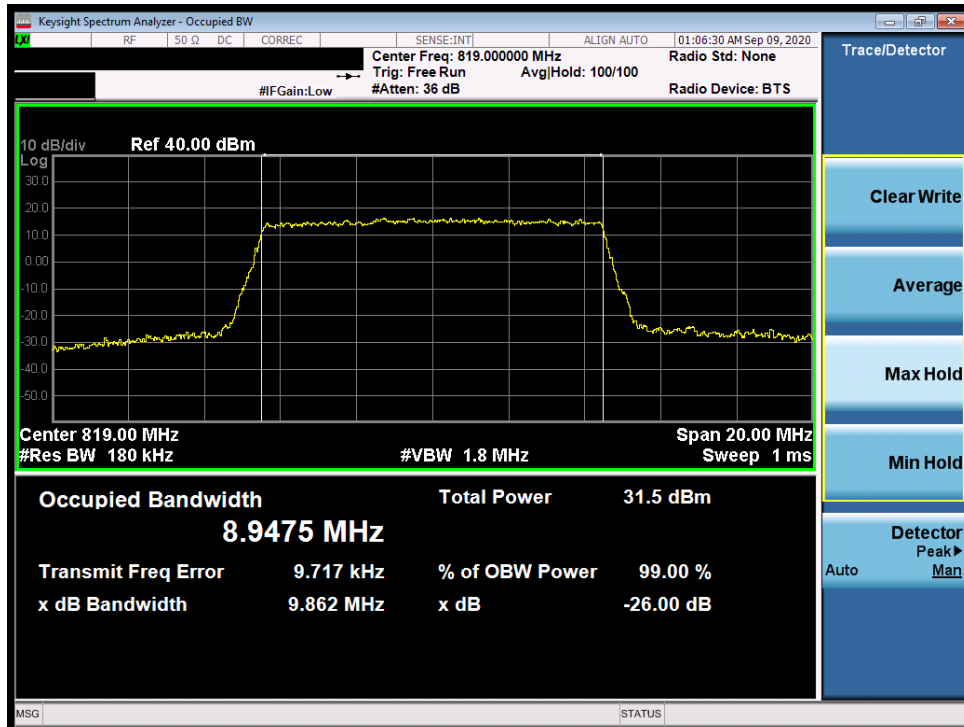 Keysight Spectrum Analyzer - Occupied BW
LXI RF 50 Ω DC CORREC SENSE:INT ALIGN AUTO 01:06:30 AM Sep 09, 2020
Center Freq: 819.000000 MHz Radio Std: None
Trig: Free Run Avg|Hold: 100/100
#IFGain:Low #Atten: 36 dB Radio Device: BTS
10 dB/div Ref 40.00 dBm
Log
30.0
20.0
10.0
0.00
-10.0
-20.0
-30.0
-40.0
-50.0
Center 819.00 MHz Span 20.00 MHz
#Res BW 180 kHz #VBW 1.8 MHz Sweep 1 ms
Occupied Bandwidth Total Power 31.5 dBm
8.9475 MHz
Transmit Freq Error 9.717 kHz % of OBW Power 99.00 %
x dB Bandwidth 9.862 MHz x dB -26.00 dB
MSG STATUS
Trace/Detector
Clear Write
Average
Max Hold
Min Hold
Detector
Peak▶
Auto Man